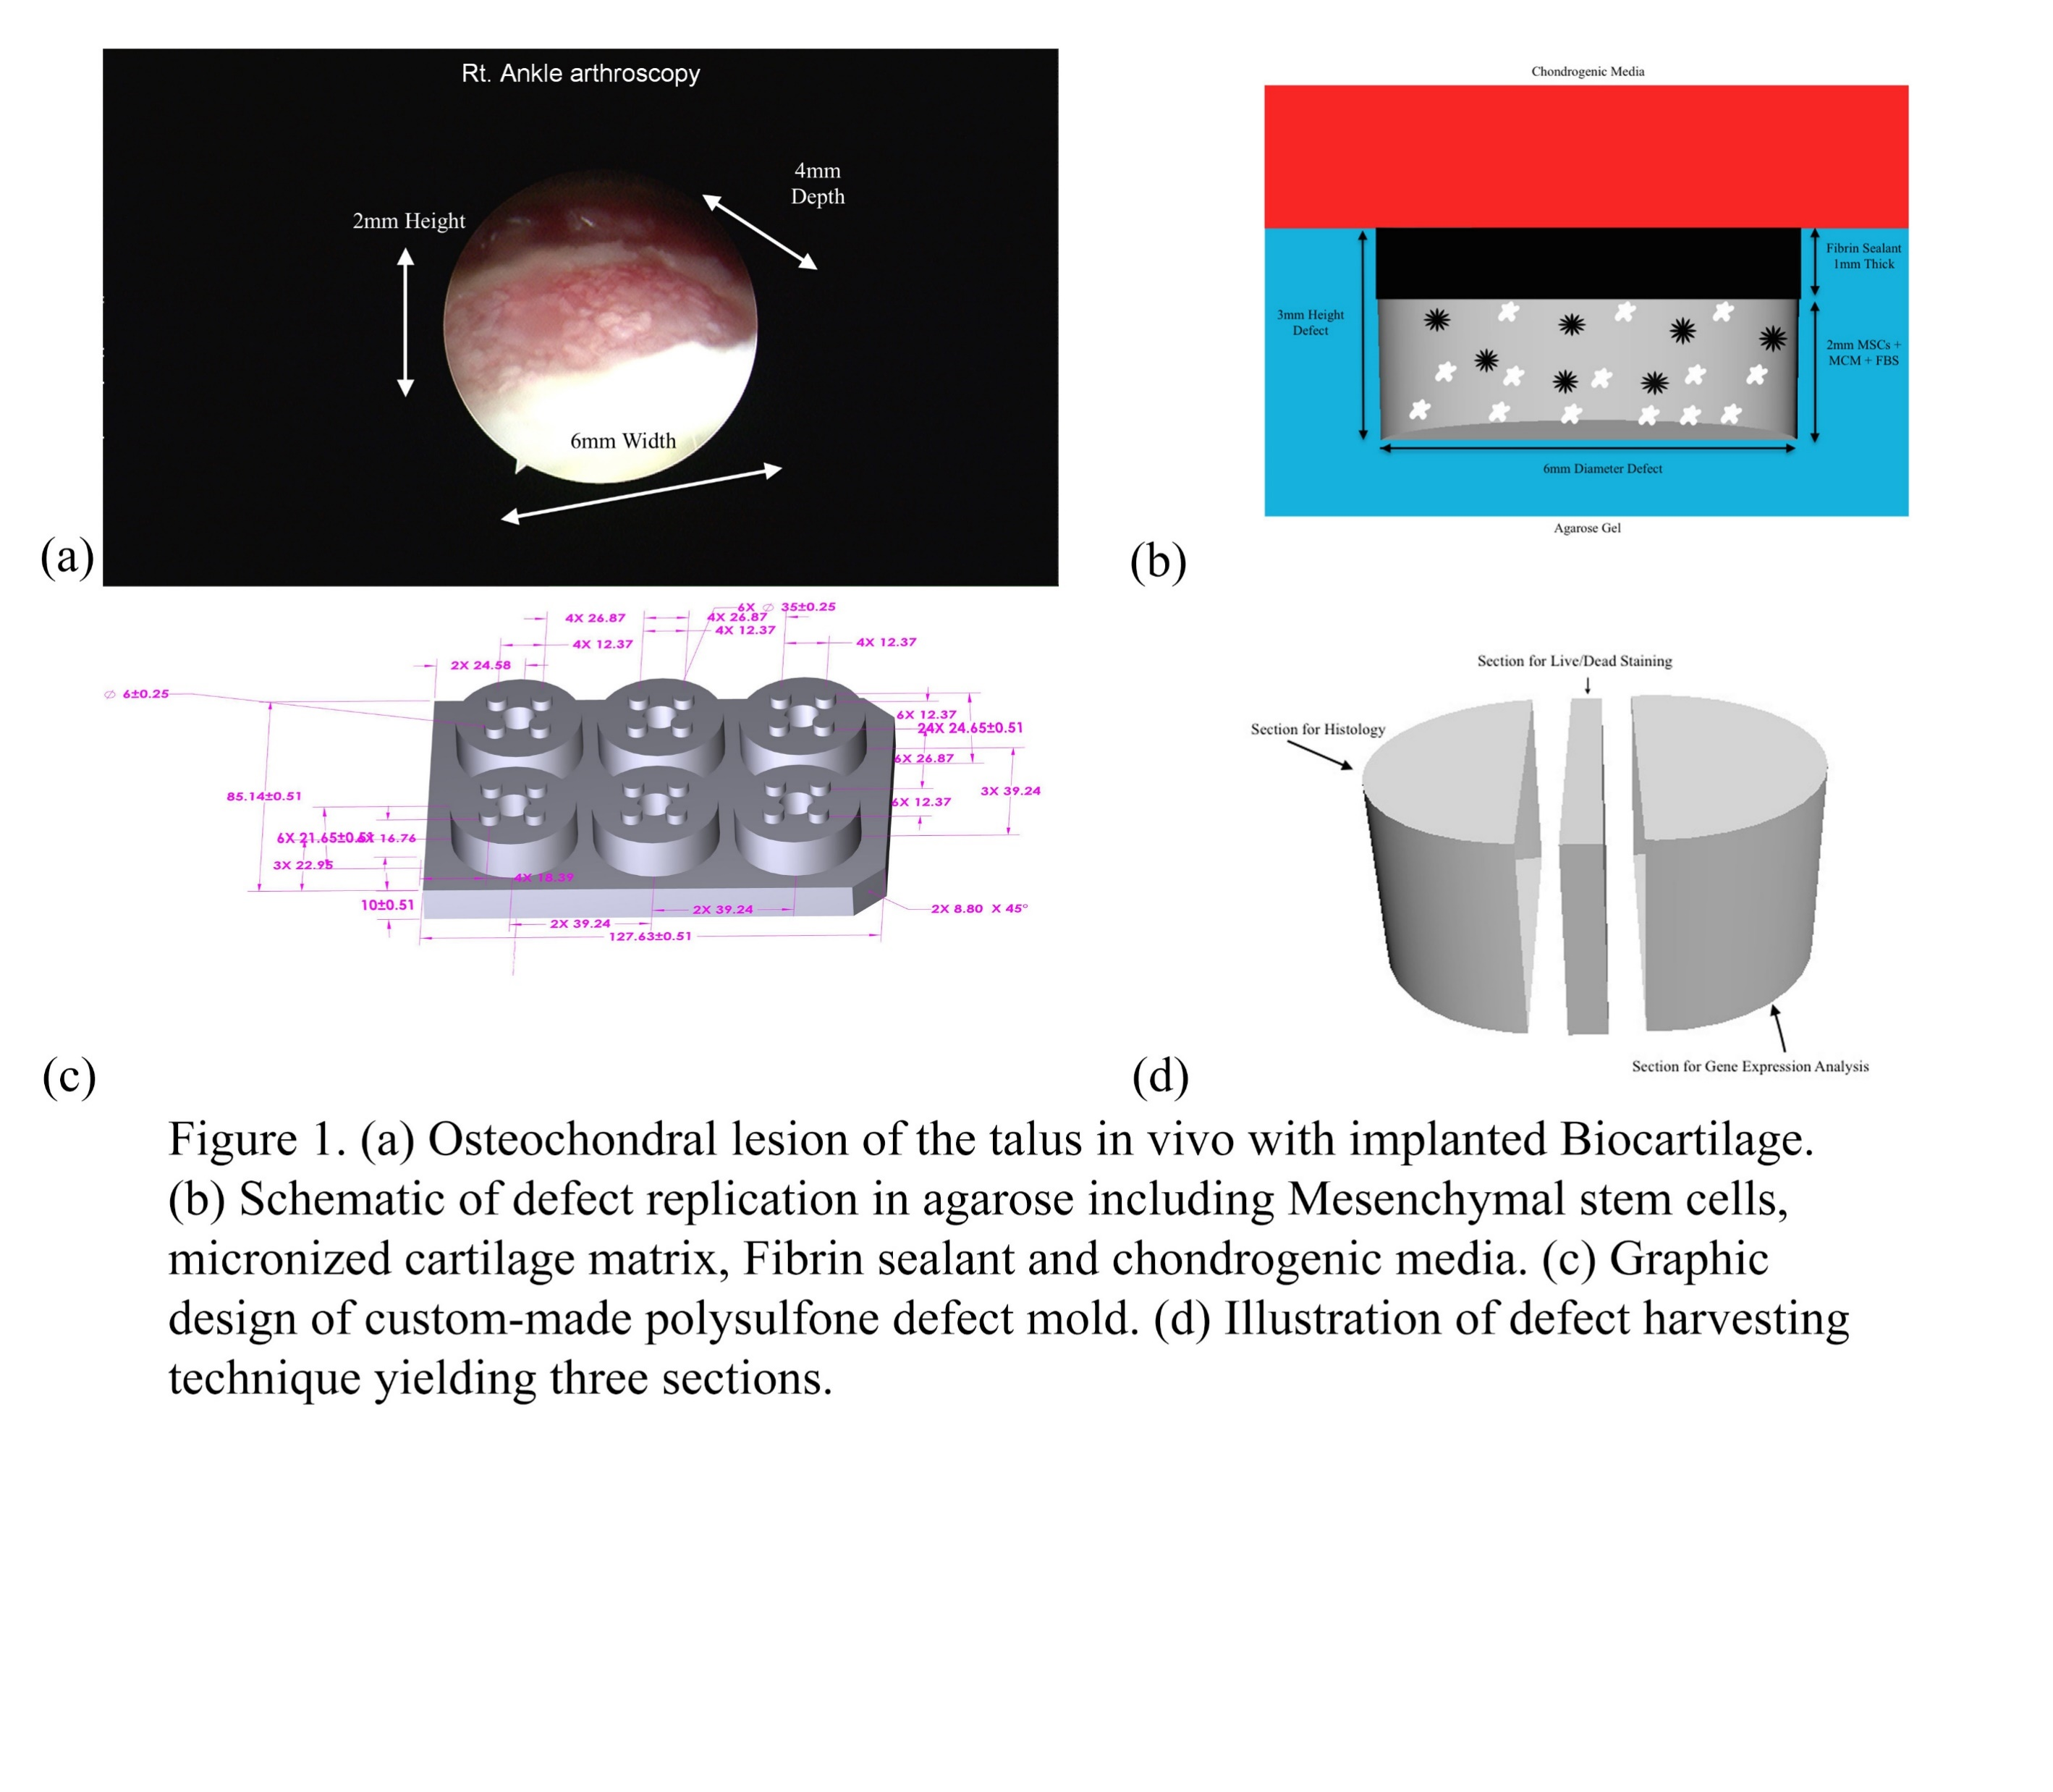 Rt. Ankle arthroscopy
2mm Height
4mm
Depth
6mm Width
(a)
Chondrogenic Media
Fibrin Sealant
1mm Thick
3mm Height
Defect
2mm MSCs +
MCM + FBS
6mm Diameter Defect
Agarose Gel
(b)
6X ∅ 35±0.25
4X 26.87
4X 26.87
4X 12.37
4X 12.37
4X 12.37
2X 24.58
∅ 6±0.25
6X 12.37
24X 24.65±0.51
6X 26.87
3X 39.24
6X 12.37
85.14±0.51
6X 21.65±0.51
6X 16.76
3X 22.95
4X 18.39
10±0.51
2X 39.24
2X 39.24
127.63±0.51
2X 8.80 X 45°
(c)
Section for Live/Dead Staining
Section for Histology
Section for Gene Expression Analysis
(d)
Figure 1. (a) Osteochondral lesion of the talus in vivo with implanted Biocartilage.
(b) Schematic of defect replication in agarose including Mesenchymal stem cells,
micronized cartilage matrix, Fibrin sealant and chondrogenic media. (c) Graphic
design of custom-made polysulfone defect mold. (d) Illustration of defect harvesting
technique yielding three sections.